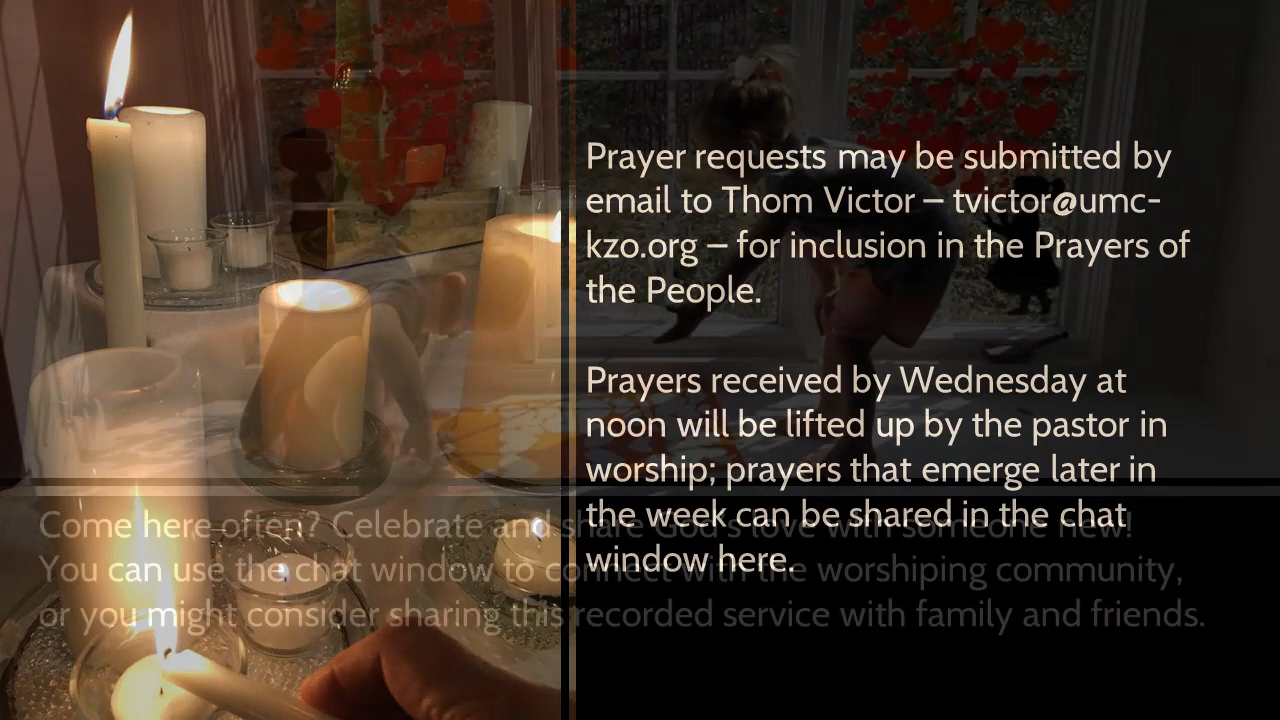 Prayer requests may be submitted by
email to Thom Victor – tvictor@umc-
kzo.org – for inclusion in the Prayers of
the People.
Prayers received by Wednesday at
noon will be lifted up by the pastor in
worship; prayers that emerge later in
the week can be shared in the chat
window here.
Come here often? Celebrate and share God's love with someone new!
You can use the chat window to connect with the worshiping community,
or you might consider sharing this recorded service with family and friends.